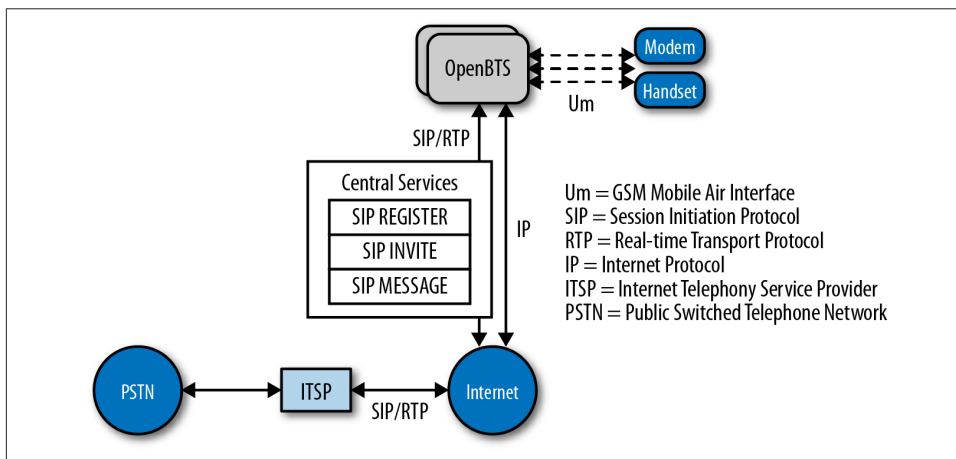 OpenBTS
Modem
Handset
Um
SIP/RTP
Central Services
SIP REGISTER
SIP INVITE
SIP MESSAGE
IP
Um = GSM Mobile Air Interface
SIP = Session Initiation Protocol
RTP = Real-time Transport Protocol
IP = Internet Protocol
ITSP = Internet Telephony Service Provider
PSTN = Public Switched Telephone Network
PSTN
ITSP
SIP/RTP
Internet